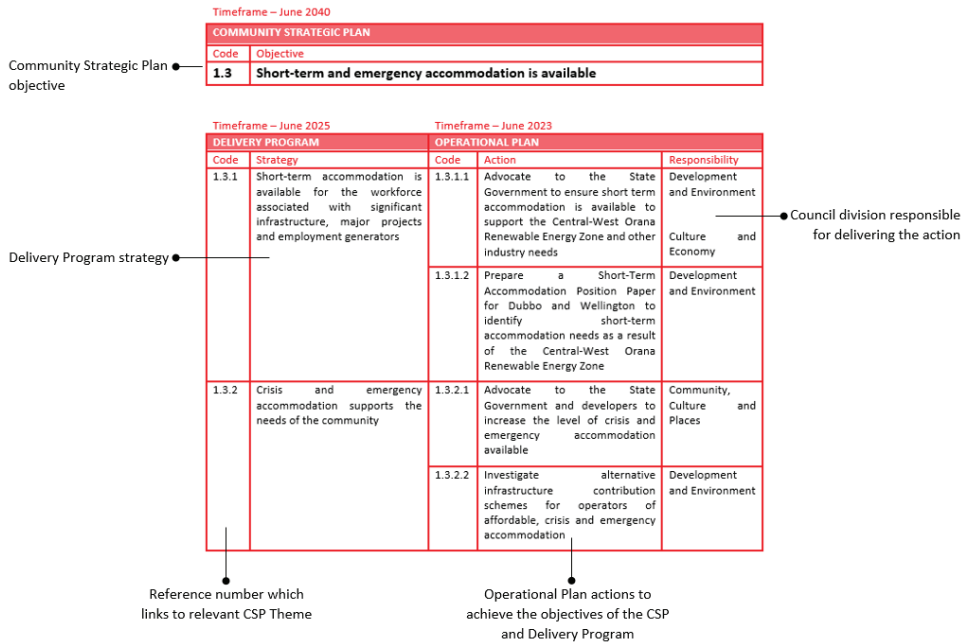 Timeframe – June 2040
COMMUNITY STRATEGIC PLAN
Code Objective
1.3 Short-term and emergency accommodation is available
Community Strategic Plan
objective
Timeframe – June 2025 Timeframe – June 2023
DELIVERY PROGRAM OPERATIONAL PLAN
Code Strategy Code Action Responsibility
1.3.1 Short-term accommodation is
available for the workforce
associated with significant
infrastructure, major projects
and employment generators
1.3.1.1 Advocate to the State
Government to ensure short term
accommodation is available to
support the Central-West Orana
Renewable Energy Zone and other
industry needs
Development
and Environment
Culture and
Economy
Council division responsible
for delivering the action
Delivery Program strategy
1.3.1.2 Prepare a Short-Term
Accommodation Position Paper
for Dubbo and Wellington to
identify short-term
accommodation needs as a result
of the Central-West Orana
Renewable Energy Zone
Development
and Environment
1.3.2 Crisis and emergency
accommodation supports the
needs of the community
1.3.2.1 Advocate to the State
Government and developers to
increase the level of crisis and
emergency accommodation
available
Community,
Culture and
Places
1.3.2.2 Investigate alternative
infrastructure contribution
schemes for operators of
affordable, crisis and emergency
accommodation
Development
and Environment
Reference number which
links to relevant CSP Theme
Operational Plan actions to
achieve the objectives of the CSP
and Delivery Program